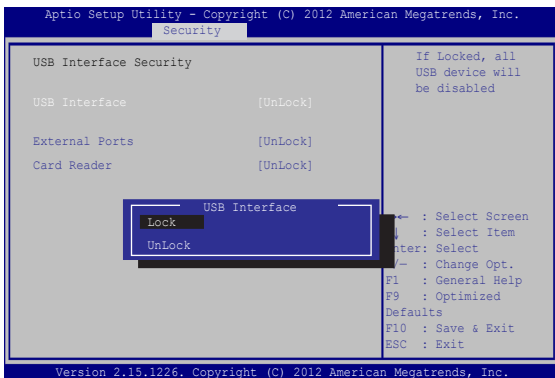 Aptio Setup Utility - Copyright (C) 2012 American Megatrends, Inc.
Security
USB Interface Security
USB Interface [UnLock]
External Ports [UnLock]
Card Reader [UnLock]
If Locked, all
USB device will
be disabled
USB Interface
Lock
UnLock
← : Select Screen
↓ : Select Item
nter: Select
/— : Change Opt.
F1 : General Help
F9 : Optimized
Defaults
F10 : Save & Exit
ESC : Exit
Version 2.15.1226. Copyright (C) 2012 American Megatrends, Inc.